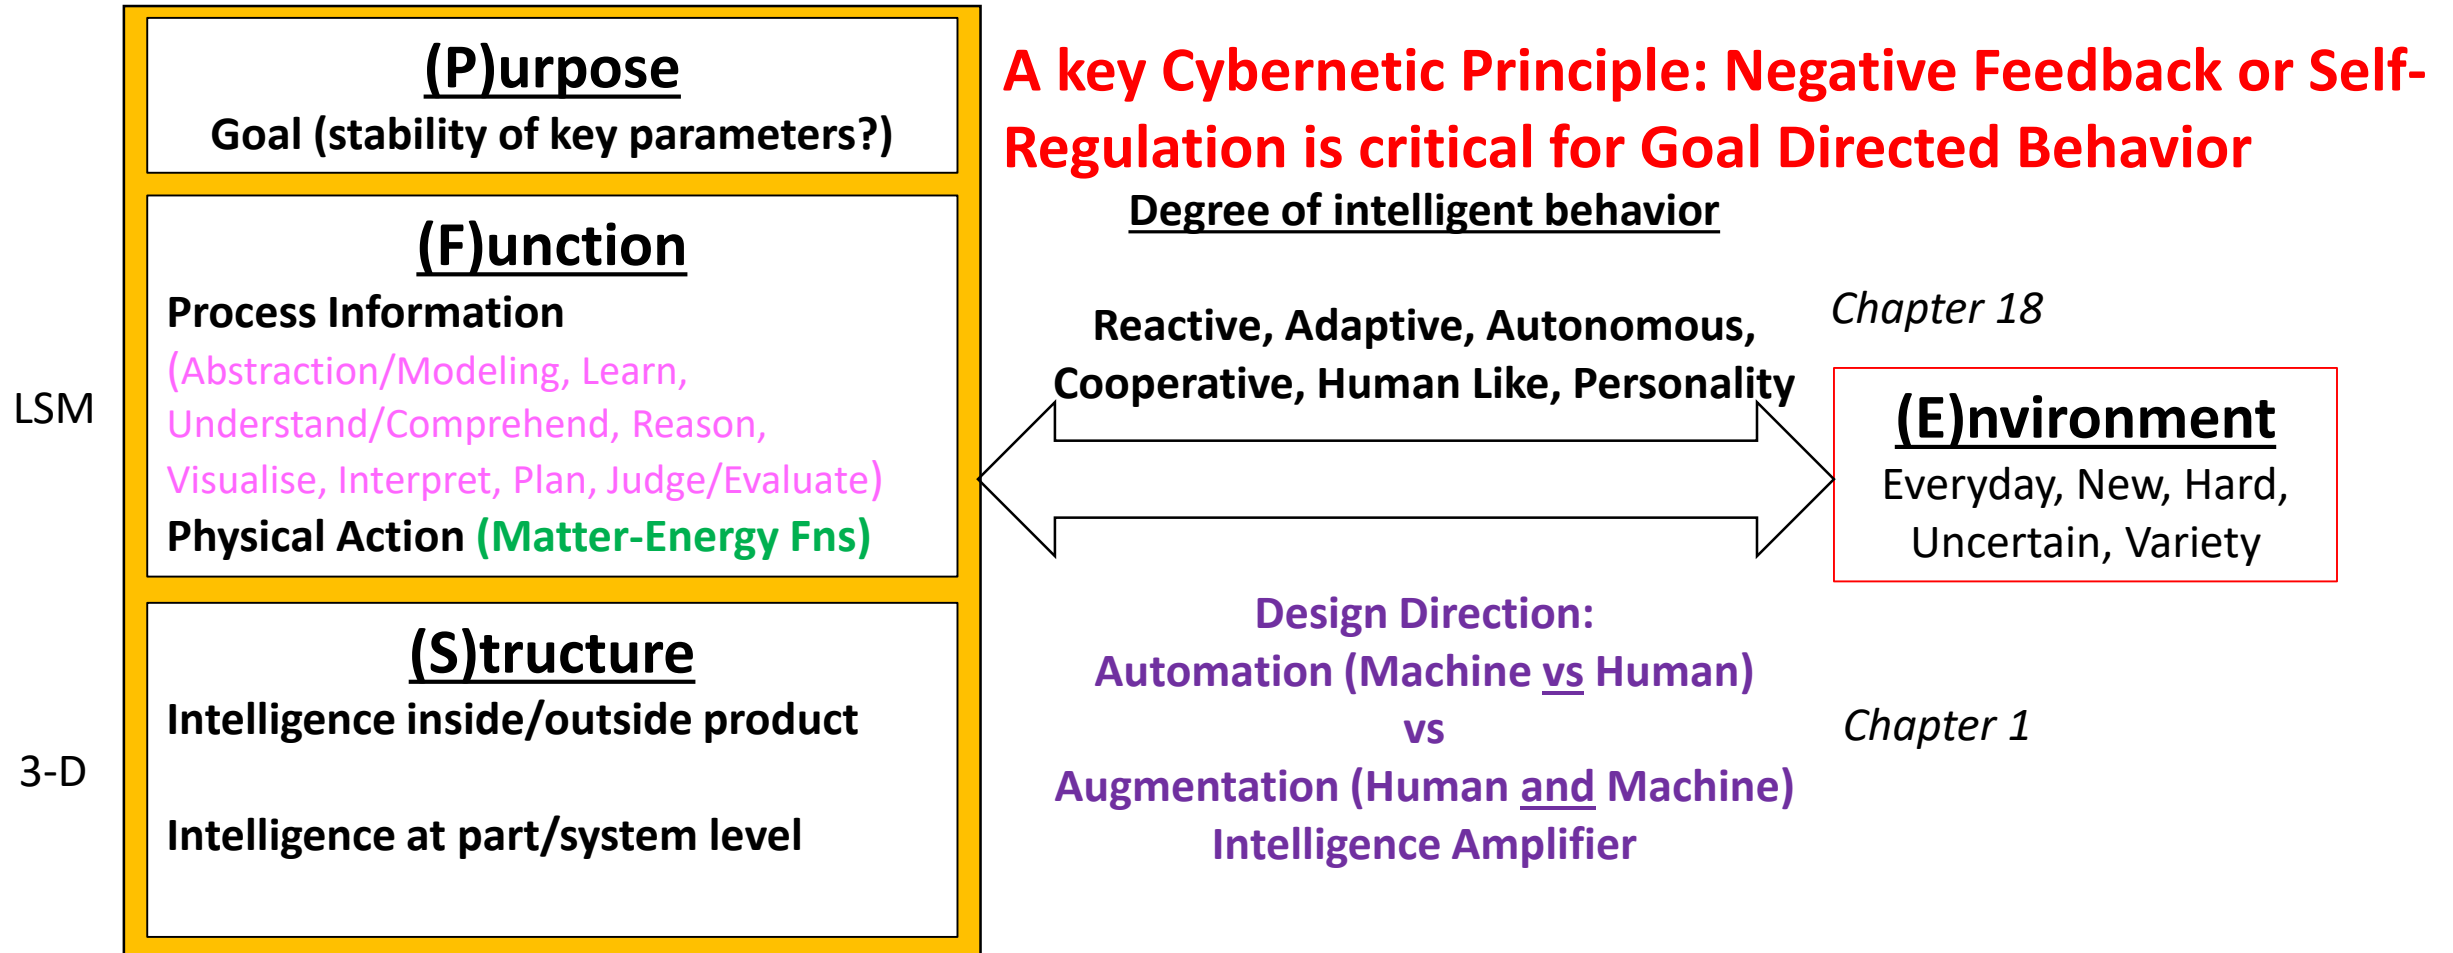 (P)urpose
Goal (stability of key parameters?)
A key Cybernetic Principle: Negative Feedback or Self-
Regulation is critical for Goal Directed Behavior
LSM
(F)unction
Process Information
(Abstraction/Modeling, Learn,
Understand/Comprehend, Reason,
Visualise, Interpret, Plan, Judge/Evaluate)
Physical Action (Matter-Energy Fns)
Degree of intelligent behavior
Reactive, Adaptive, Autonomous,
Cooperative, Human Like, Personality
Chapter 18
(E)nvironment
Everyday, New, Hard,
Uncertain, Variety
3-D
(S)tructure
Intelligence inside/outside product
Intelligence at part/system level
Design Direction:
Automation (Machine vs Human)
vs
Augmentation (Human and Machine)
Intelligence Amplifier
Chapter 1